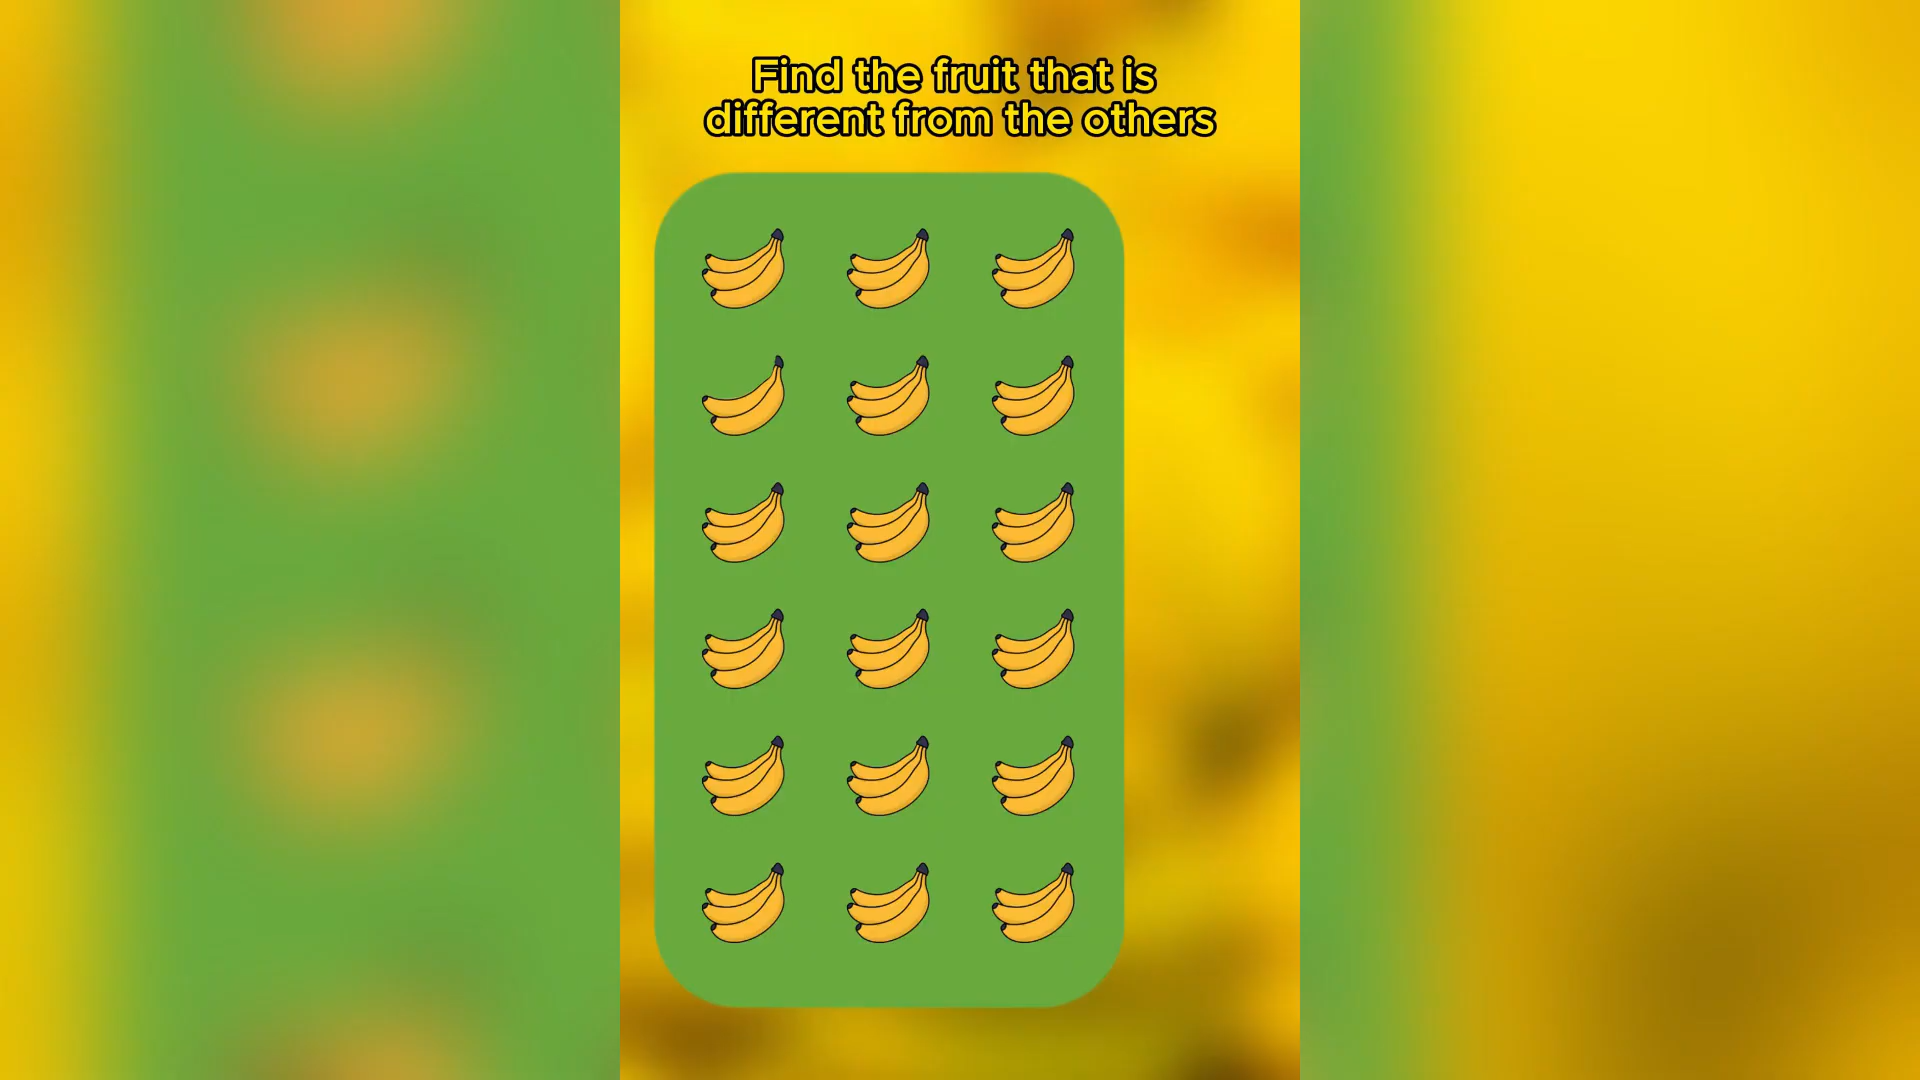 Find the fruit that is
different from the others